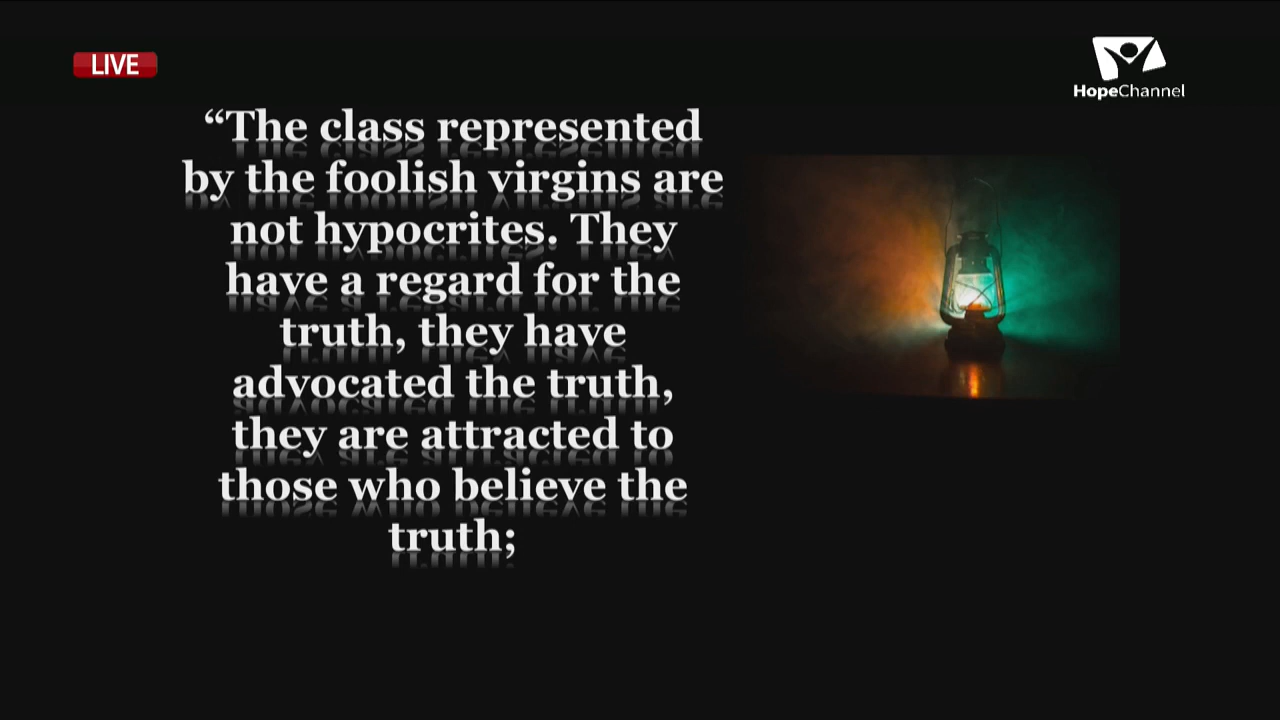 LIVE
HopeChannel
“The class represented
by the foolish virgins are
not hypocrites. They
have a regard for the
truth, they have
advocated the truth,
they are attracted to
those who believe the
truth;